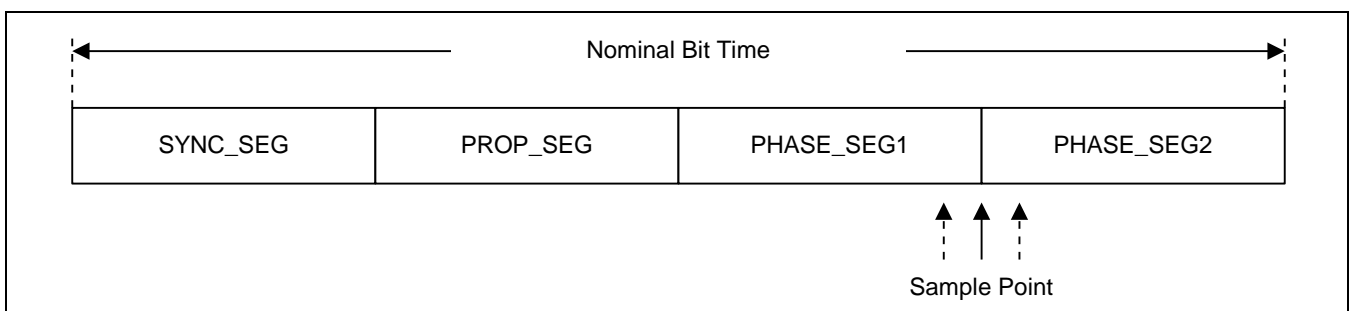 Nominal Bit Time
SYNC_SEG
PROP_SEG
PHASE_SEG1
PHASE_SEG2
Sample Point